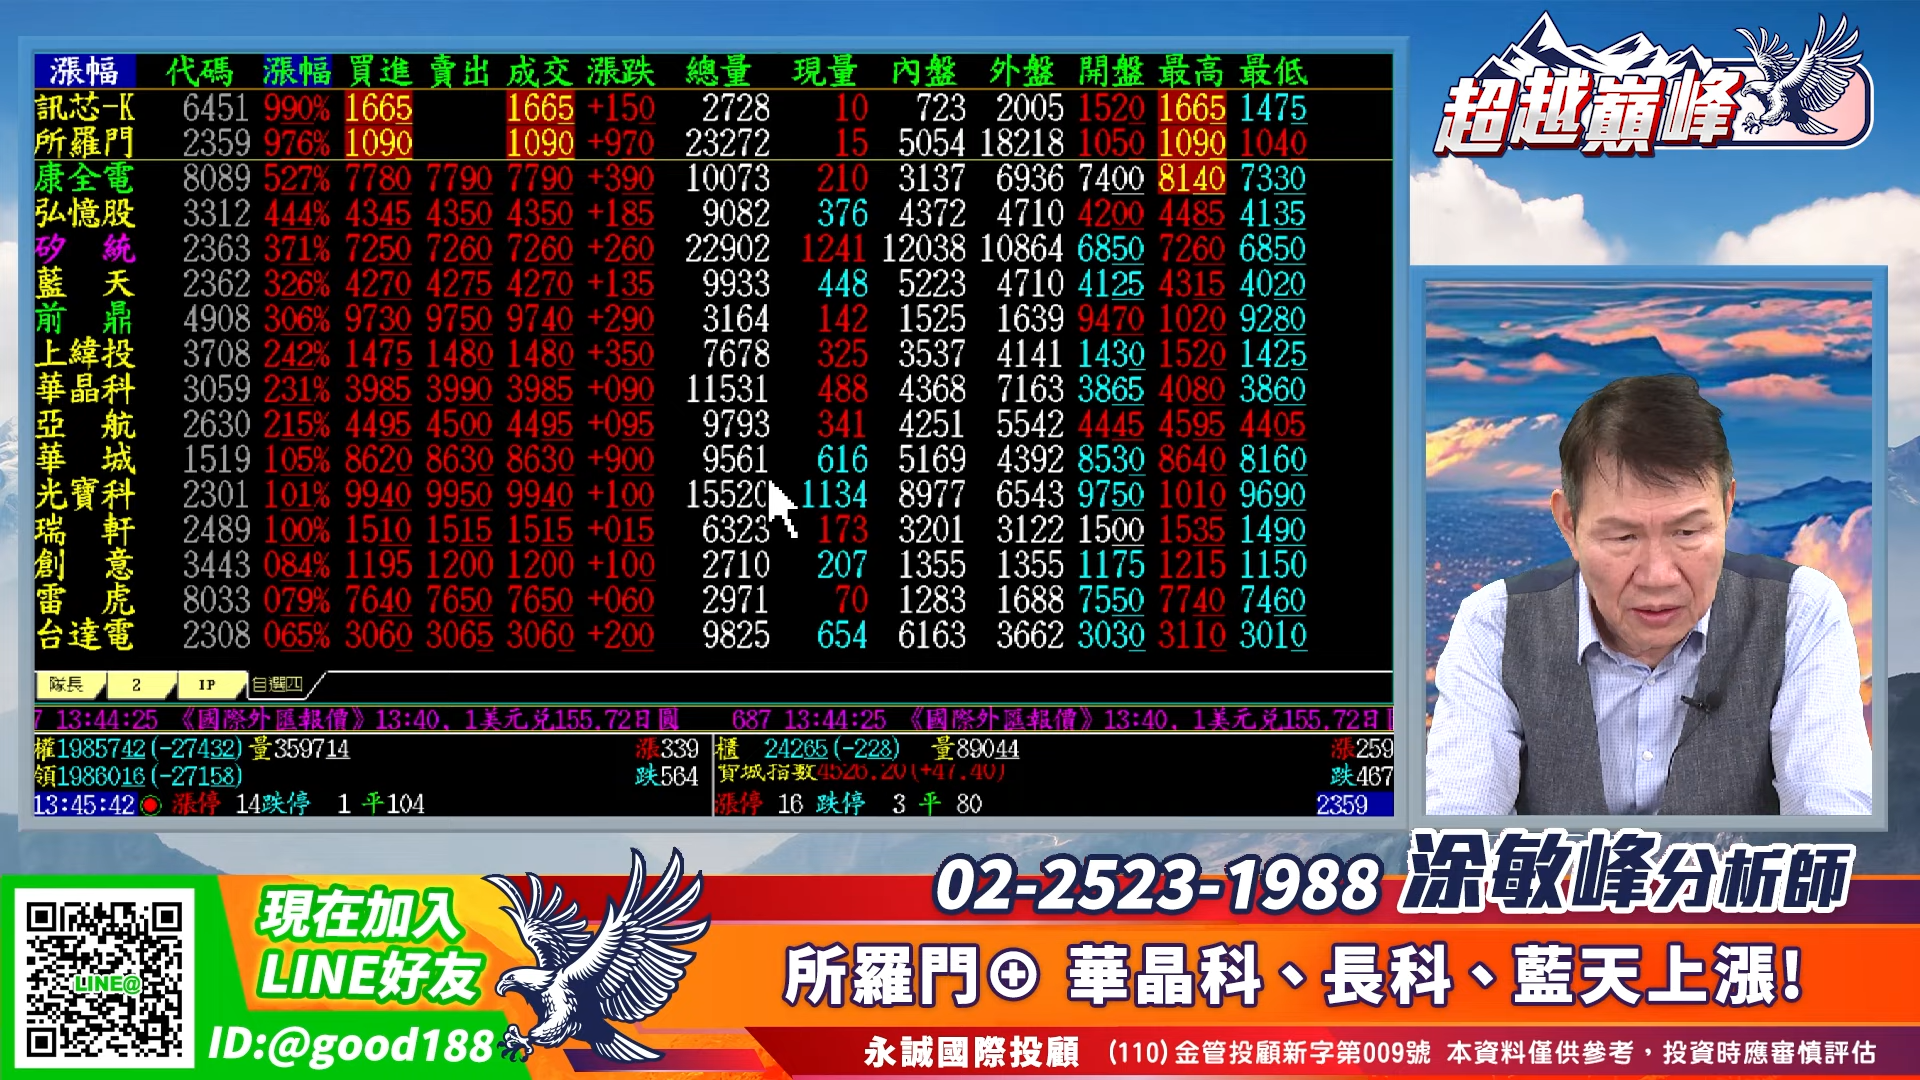 漲幅 代碼 漲幅 買進 賣出 成交 漲跌 總量 現量 內盤 外盤 開盤 最高 最低
訊芯-K 6451 990% 1665 1665 +150 2728 10 723 2005 1520 1665 1475
所羅門 2359 976% 1090 1090 +970 23272 15 5054 18218 1050 1090 1040
康全電 8089 527% 7780 7790 7790 +390 10073 210 3137 6936 7400 8140 7330
弘憶股 3312 444% 4345 4350 4350 +185 9082 376 4372 4710 4200 4485 4135
矽統 2363 371% 7250 7260 7260 +260 22902 1241 12038 10864 6850 7260 6850
藍天 2362 326% 4270 4275 4270 +135 9933 448 5223 4710 4125 4315 4020
前鼎 4908 306% 9730 9750 9740 +290 3164 142 1525 1639 9470 1020 9280
上緯投 3708 242% 1475 1480 1480 +350 7678 325 3537 4141 1430 1520 1425
華晶科 3059 231% 3985 3990 3985 +090 11531 488 4368 7163 3865 4080 3860
亞航 2630 215% 4495 4500 4495 +095 9793 341 4251 5542 4445 4595 4405
華城 1519 105% 8620 8630 8630 +900 9561 616 5169 4392 8530 8640 8160
光寶科 2301 101% 9940 9950 9940 +100 15520 1134 8977 6543 9750 1010 9690
瑞軒 2489 100% 1510 1515 1515 +015 6323 173 3201 3122 1500 1535 1490
創意 3443 084% 1195 1200 1200 +100 2710 207 1355 1355 1175 1215 1150
雷虎 8033 079% 7640 7650 7650 +060 2971 70 1283 1688 7550 7740 7460
台達電 2308 065% 3060 3065 3060 +200 9825 654 6163 3662 3030 3110 3010
隊長 2 IP 自選四
7 13:44:25 《國際外匯報價》13:40, 1美元兌155.72日圓 687 13:44:25 《國際外匯報價》13:40, 1美元兌155.72日
權1985742(-27432)量359714 漲339 櫃 24265(-228) 量89044 漲259
領1986016(-27158) 跌564 寶城指數4526.20(+47.40) 跌467
13:45:42 漲停 14跌停 1 平104 漲停 16 跌停 3 平 80 2359
超越巔峰
02-2523-1988 涂敏峰分析師
現在加入
LINE好友
LINE@
ID:@good188
所羅門⊕ 華晶科、長科、藍天上漲!
永誠國際投顧 (110)金管投顧新字第009號 本資料僅供參考,投資時應審慎評估